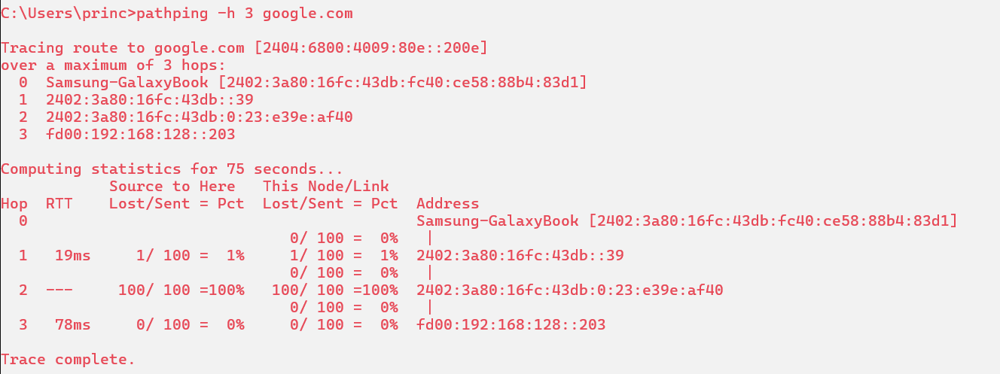 C:\Users\princ>pathping -h 3 google.com

Tracing route to google.com [2404:6800:4009:80e::200e]
over a maximum of 3 hops:
  0  Samsung-GalaxyBook [2402:3a80:16fc:43db:fc40:ce58:88b4:83d1]
  1  2402:3a80:16fc:43db::39
  2  2402:3a80:16fc:43db:0:23:e39e:af40
  3  fd00:192:168:128::203

Computing statistics for 75 seconds...
            Source to Here   This Node/Link
Hop  RTT    Lost/Sent = Pct  Lost/Sent = Pct  Address
  0                                           Samsung-GalaxyBook [2402:3a80:16fc:43db:fc40:ce58:88b4:83d1]
                                0/ 100 =  0%   |
  1   19ms     1/ 100 =  1%     1/ 100 =  1%  2402:3a80:16fc:43db::39
                                0/ 100 =  0%   |
  2  ---     100/ 100 =100%   100/ 100 =100%  2402:3a80:16fc:43db:0:23:e39e:af40
                                0/ 100 =  0%   |
  3   78ms     0/ 100 =  0%     0/ 100 =  0%  fd00:192:168:128::203

Trace complete.